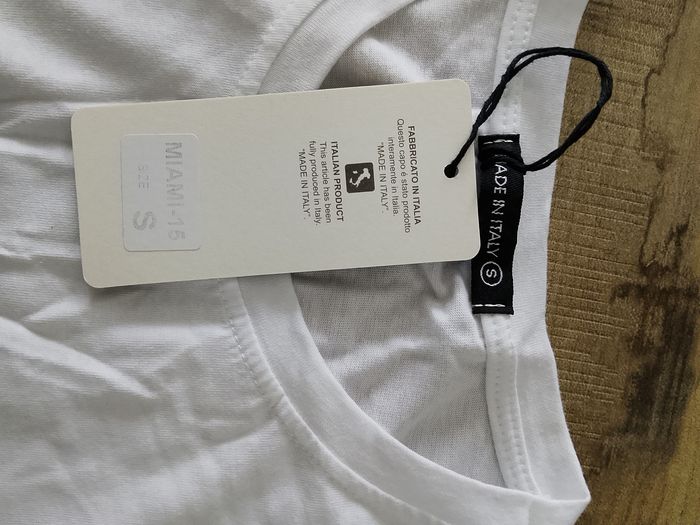 FABBRICATO IN ITALIA
Questo capo é stato prodotto
interamente in Italia.
"MADE IN ITALY".
ITALIAN PRODUCT
This article has been
fully produced in Italy.
"MADE IN ITALY".
MIAMI-15
SIZE S
MADE IN ITALY S